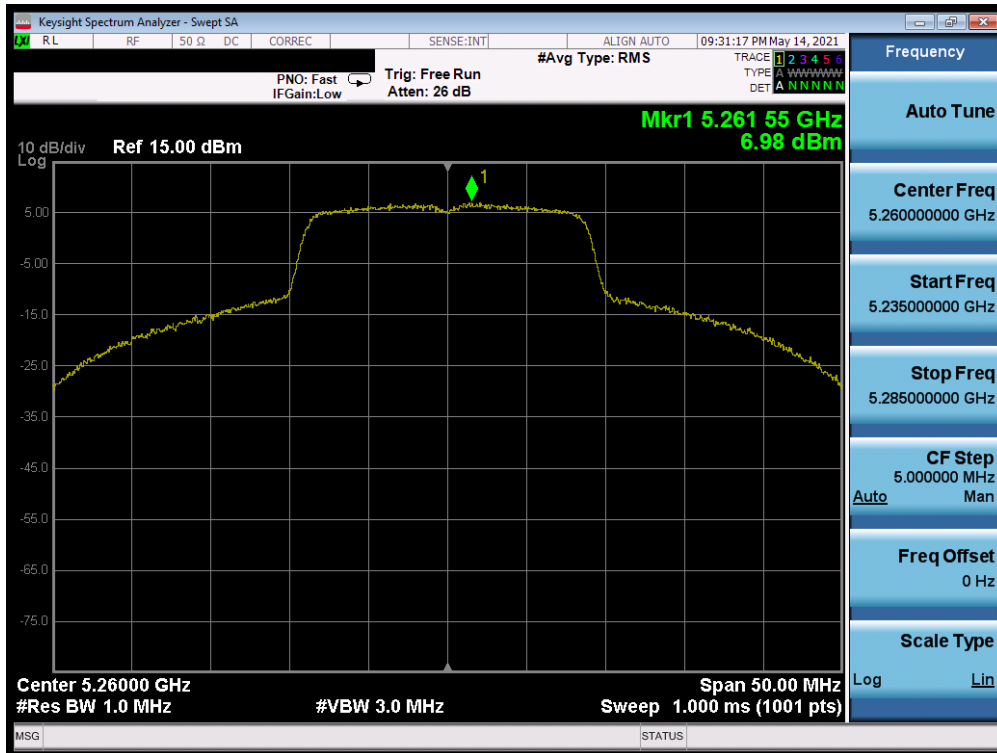 Keysight Spectrum Analyzer - Swept SA
LXI RL RF 50 Ω DC CORREC SENSE:INT ALIGN AUTO 09:31:17 PM May 14, 2021
Frequency
#Avg Type: RMS
TRACE 1 2 3 4 5 6
PNO: Fast Trig: Free Run
TYPE A WWWWW
IFGain:Low Atten: 26 dB
DET A N N N N N
Auto Tune
Mkr1 5.261 55 GHz
6.98 dBm
10 dB/div Ref 15.00 dBm
Log
1
5.00
-5.00
-15.0
-25.0
-35.0
-45.0
-55.0
-65.0
-75.0
Center Freq
5.260000000 GHz
Start Freq
5.235000000 GHz
Stop Freq
5.285000000 GHz
CF Step
5.000000 MHz
Auto Man
Freq Offset
0 Hz
Scale Type
Log Lin
Center 5.26000 GHz Span 50.00 MHz
#Res BW 1.0 MHz #VBW 3.0 MHz Sweep 1.000 ms (1001 pts)
MSG STATUS